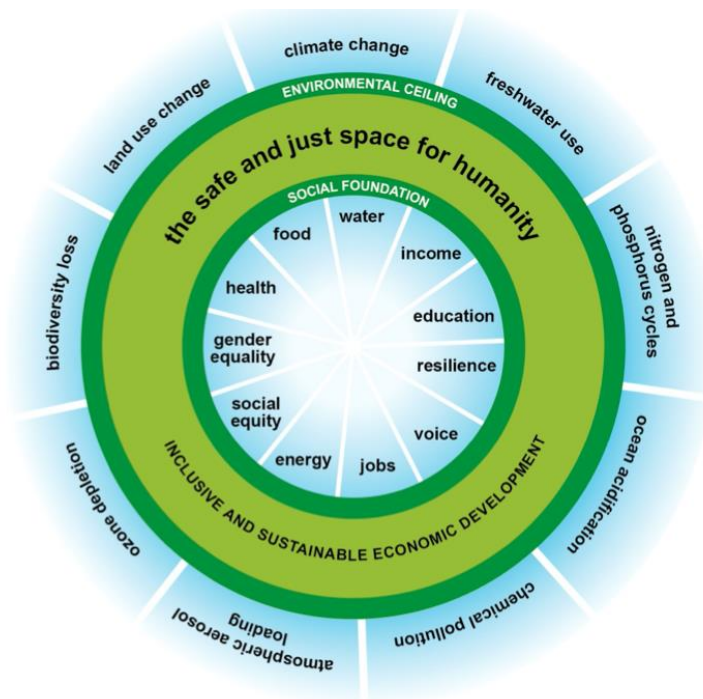 climate change
freshwater use
nitrogen and
phosphorus cycles
ocean acidification
chemical pollution
atmospheric aerosol
loading
ozone depletion
biodiversity loss
land use change
ENVIRONMENTAL CEILING
the safe and just space for humanity
SOCIAL FOUNDATION
water
income
education
resilience
voice
jobs
energy
social
equity
gender
equality
health
food
INCLUSIVE AND SUSTAINABLE ECONOMIC DEVELOPMENT